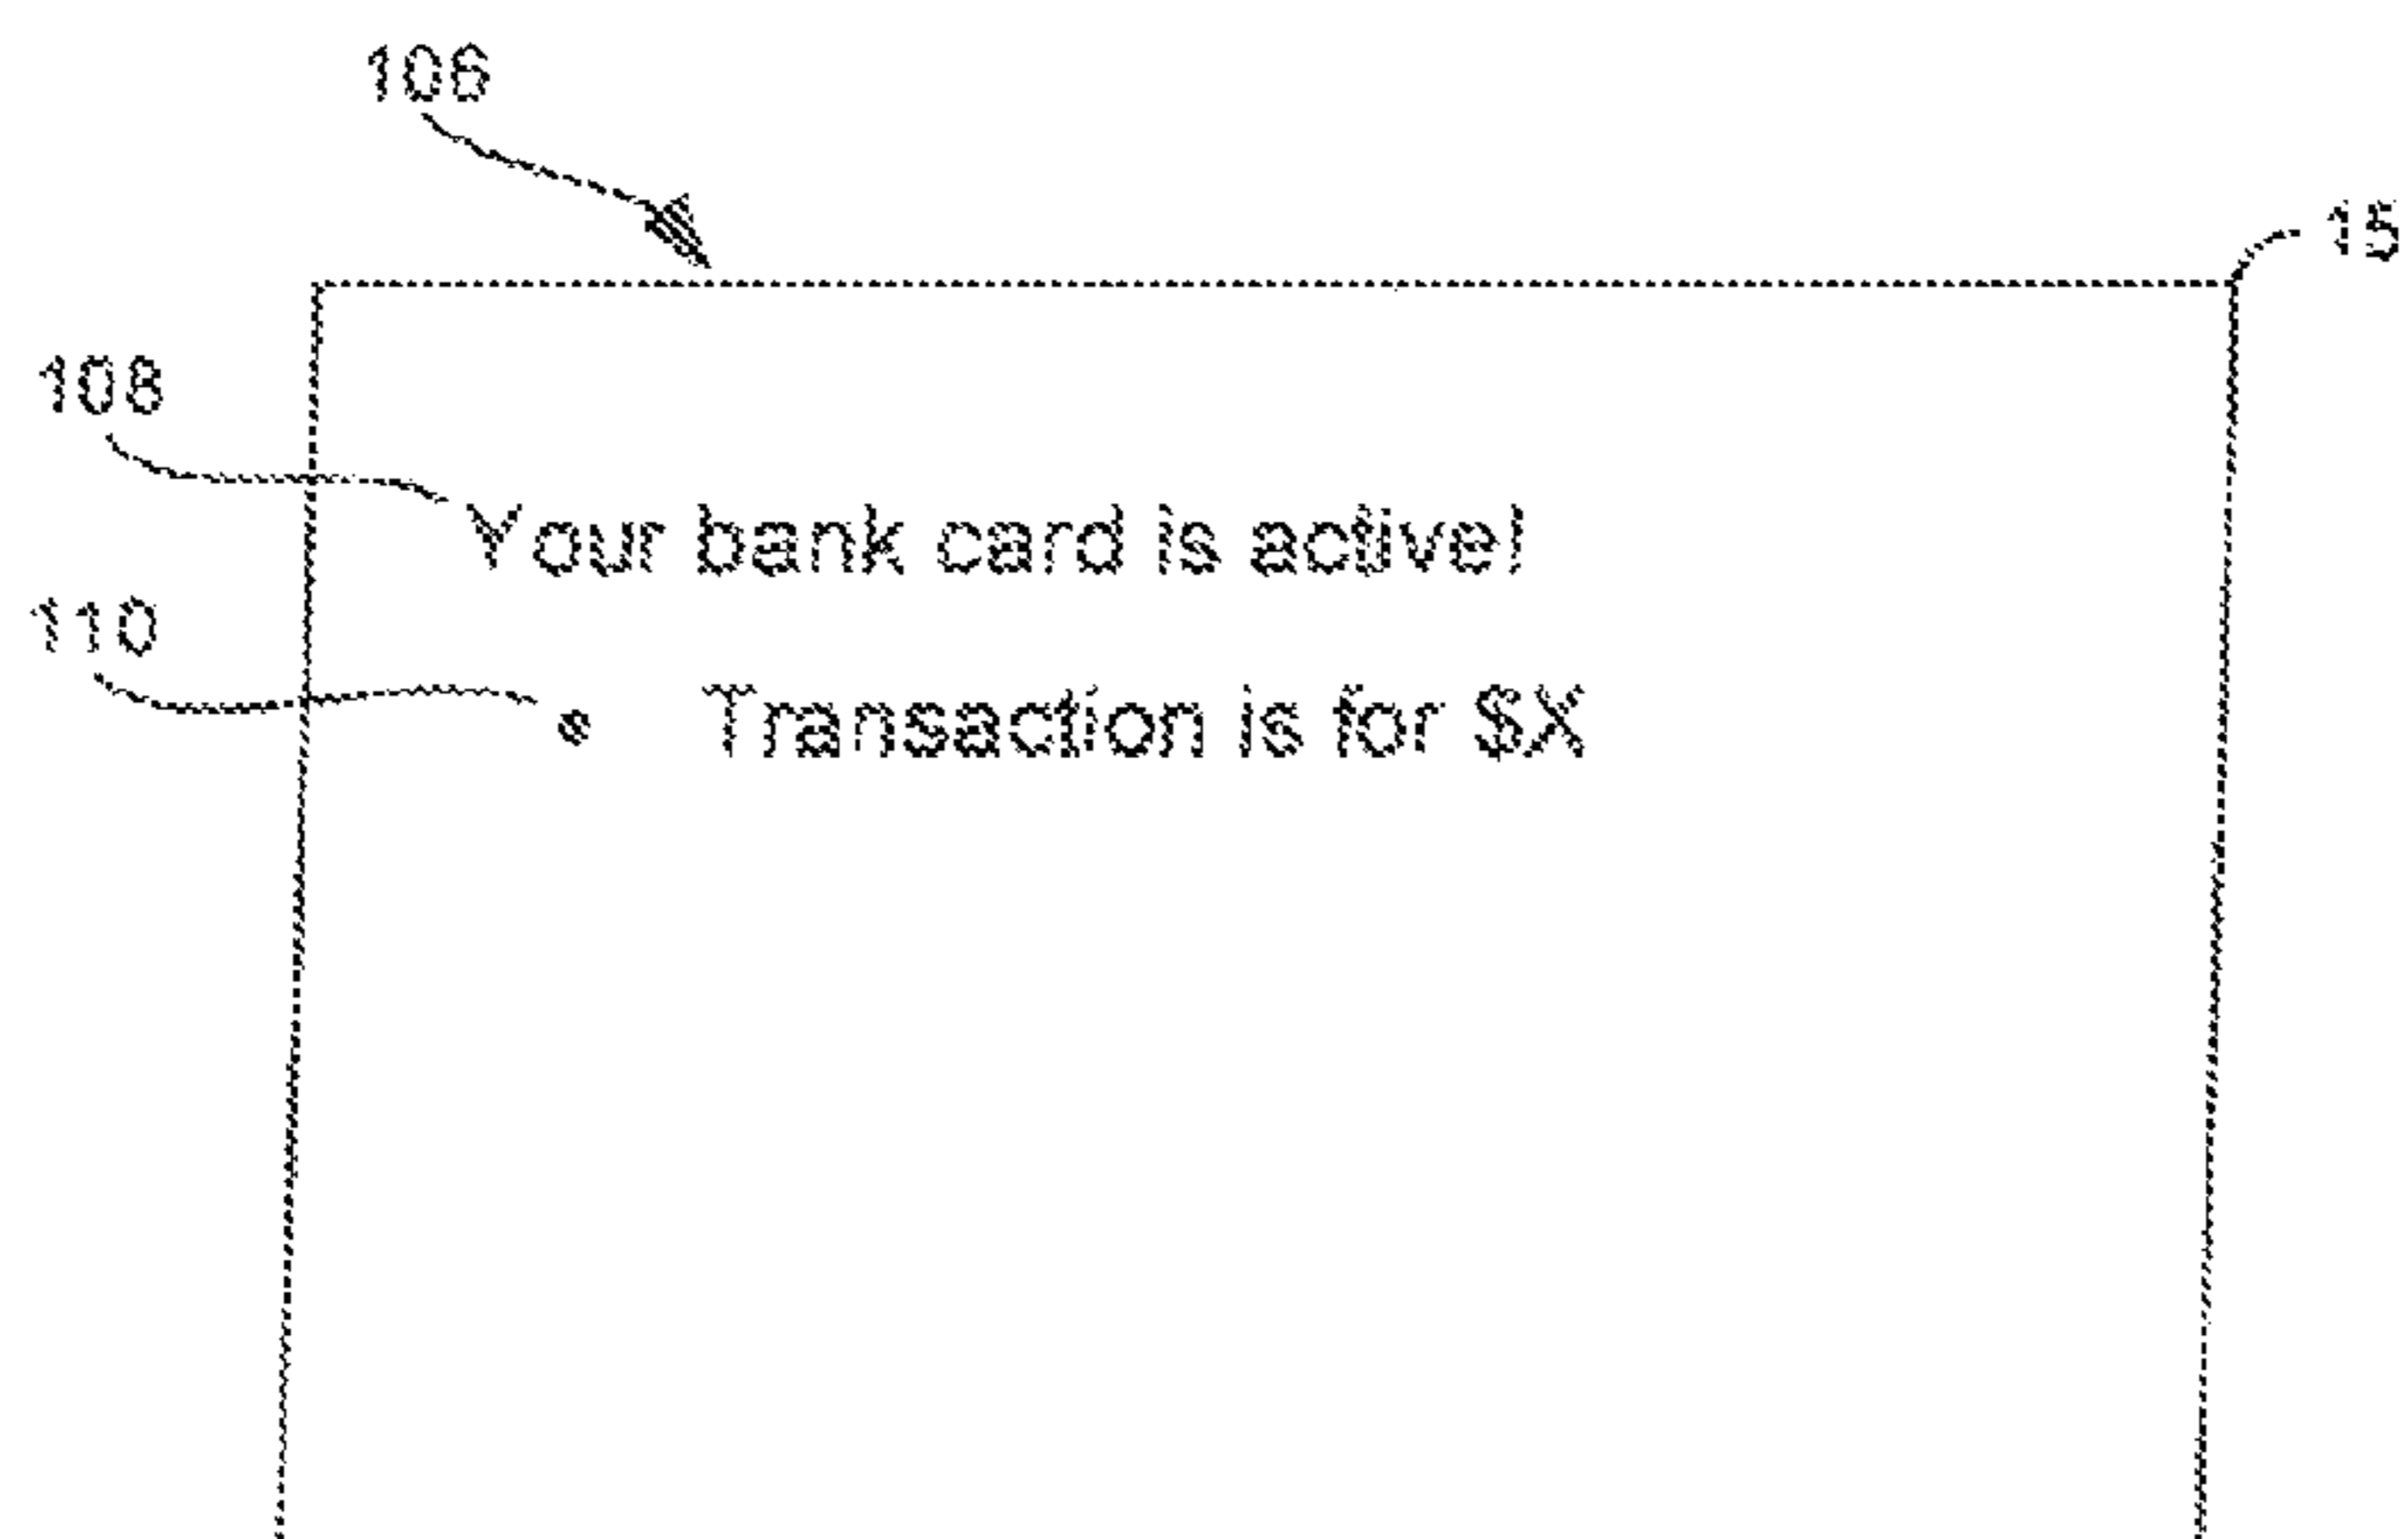 106
15
108
Your bank card is active!
110
• Transaction is for $X